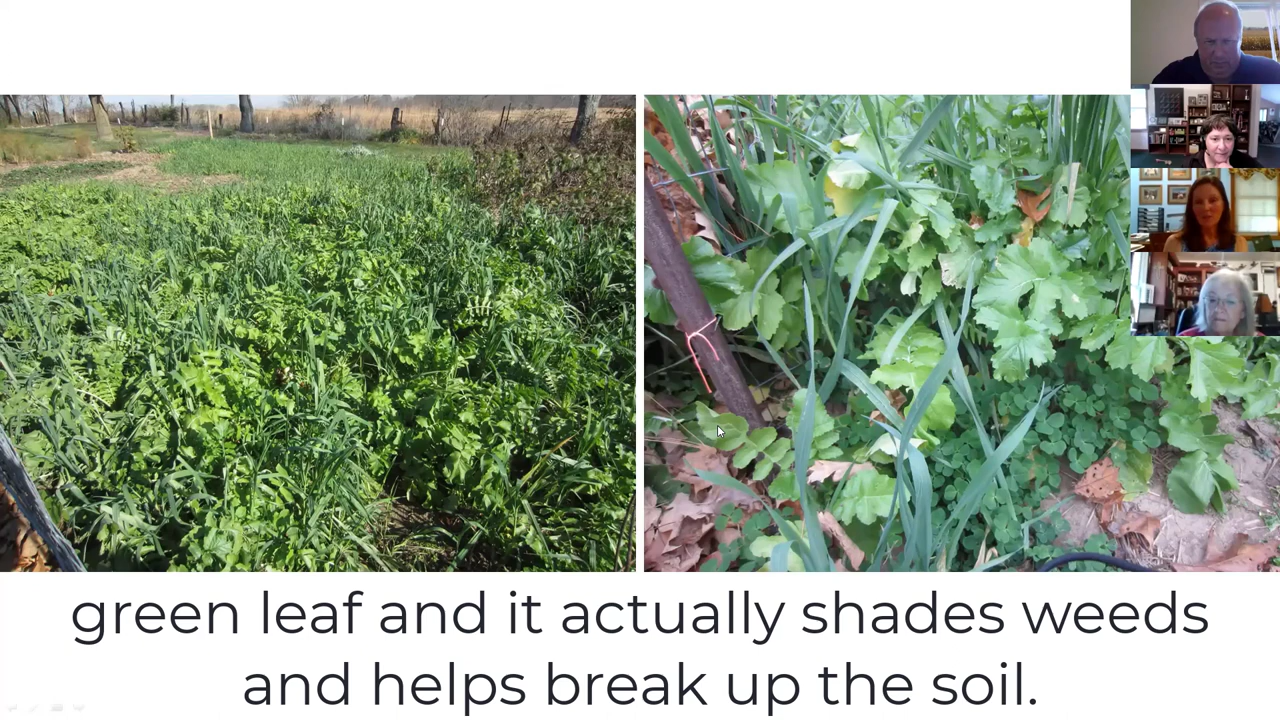 green leaf and it actually shades weeds
and helps break up the soil.